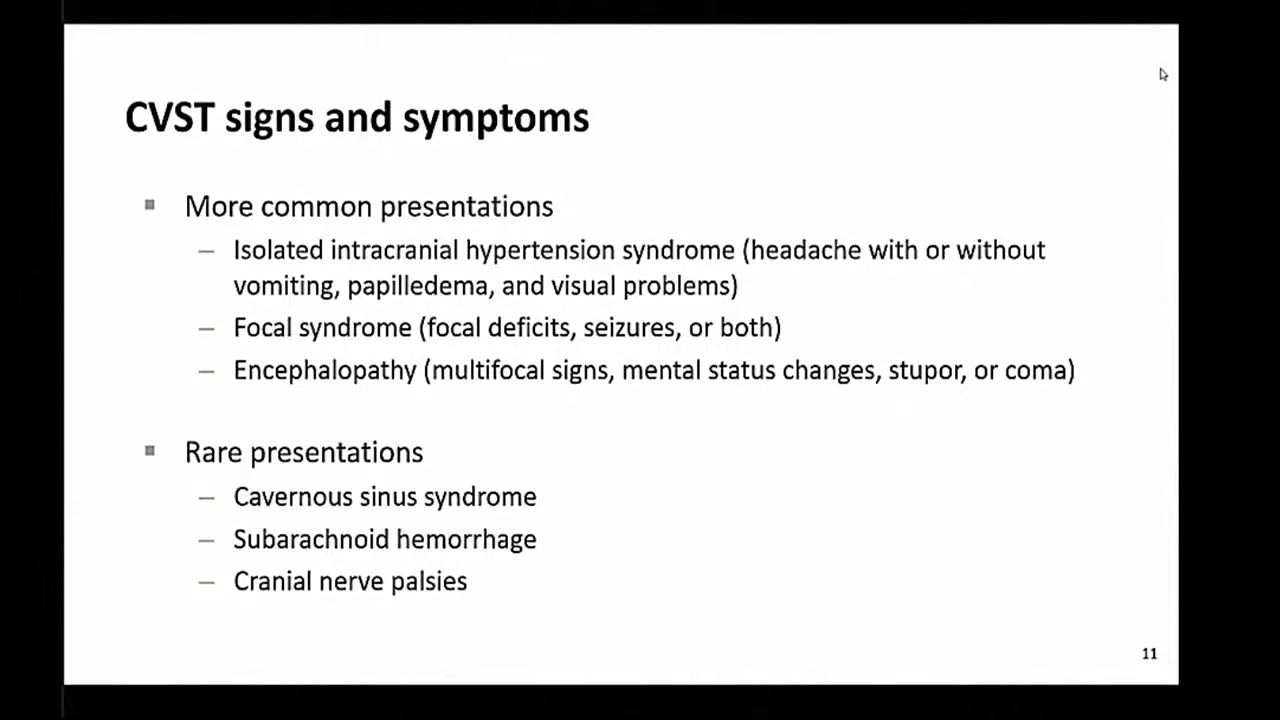 CVST signs and symptoms
▪ More common presentations
– Isolated intracranial hypertension syndrome (headache with or without
vomiting, papilledema, and visual problems)
– Focal syndrome (focal deficits, seizures, or both)
– Encephalopathy (multifocal signs, mental status changes, stupor, or coma)
▪ Rare presentations
– Cavernous sinus syndrome
– Subarachnoid hemorrhage
– Cranial nerve palsies
11